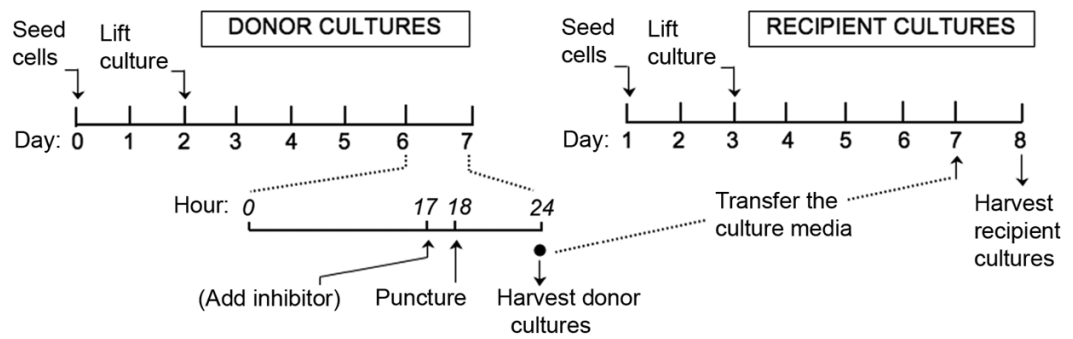 DONOR CULTURES
Seed
cells
Lift
culture
Day: 0 1 2 3 4 5 6 7
Hour: 0 17 18 24
(Add inhibitor)
Puncture
Harvest donor
cultures
RECIPIENT CULTURES
Seed
cells
Lift
culture
Day: 1 2 3 4 5 6 7 8
Transfer the
culture media
Harvest
recipient
cultures